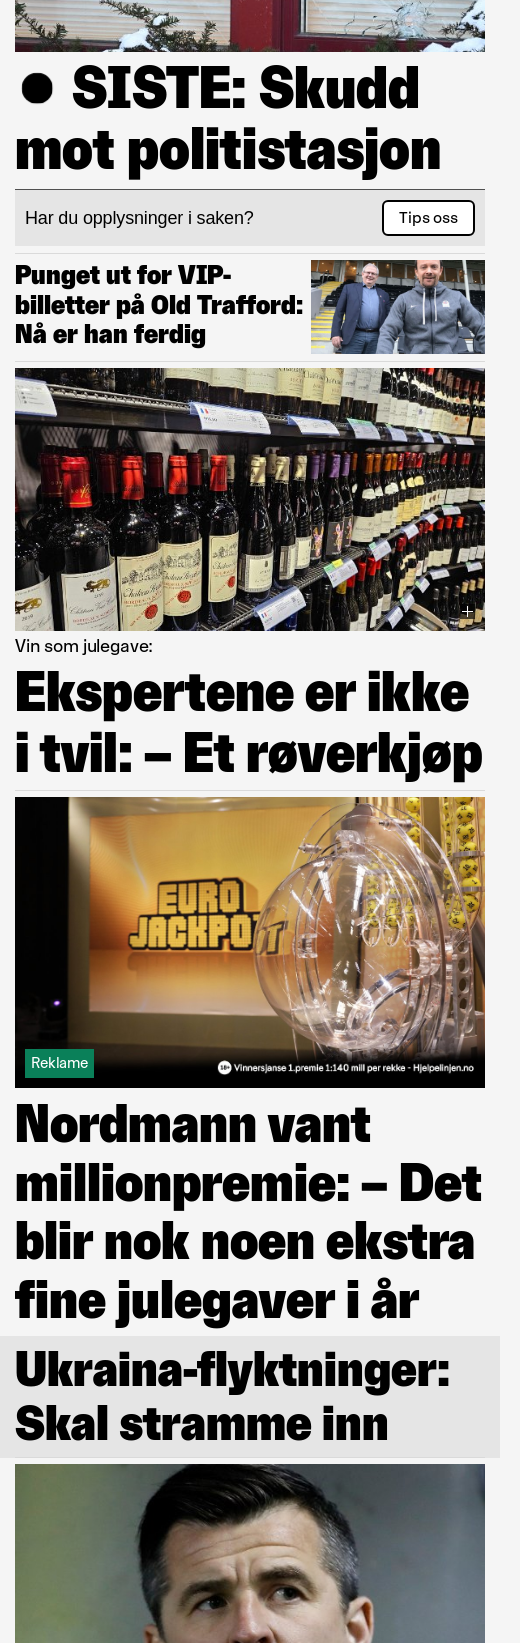 ● SISTE: Skudd
mot politistasjon
Har du opplysninger i saken?
Tips oss
Punget ut for VIP-
billetter på Old Trafford:
Nå er han ferdig
Vin som julegave:
Ekspertene er ikke
i tvil: – Et røverkjøp
EURO
JACKPOT
Reklame
18+ Vinnersjanse 1.premie 1:140 mill per rekke - Hjelpelinjen.no
Nordmann vant
millionpremie: – Det
blir nok noen ekstra
fine julegaver i år
Ukraina-flyktninger:
Skal stramme inn